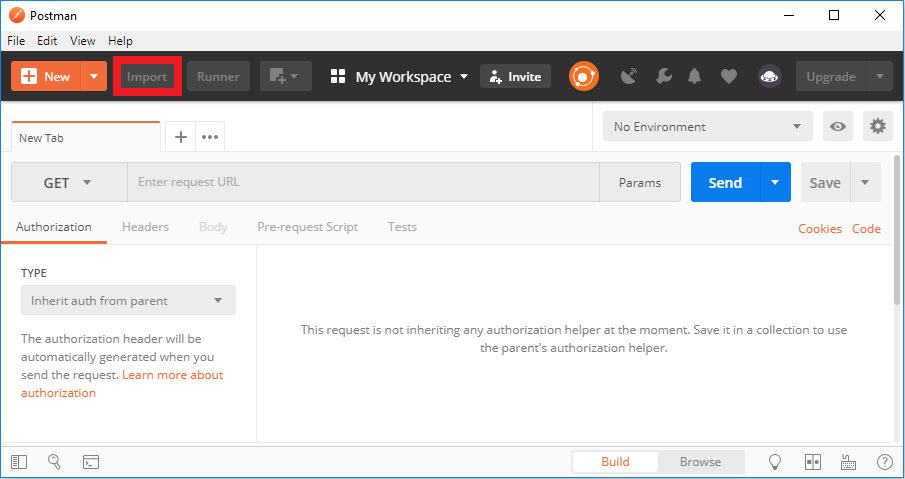 Postman
File Edit View Help
New Import Runner My Workspace Invite Upgrade
New Tab No Environment
GET Enter request URL Params Send Save
Authorization Headers Body Pre-request Script Tests Cookies Code
TYPE
Inherit auth from parent
The authorization header will be
automatically generated when you
send the request. Learn more about
authorization
This request is not inheriting any authorization helper at the moment. Save it in a collection to use
the parent's authorization helper.
Build Browse